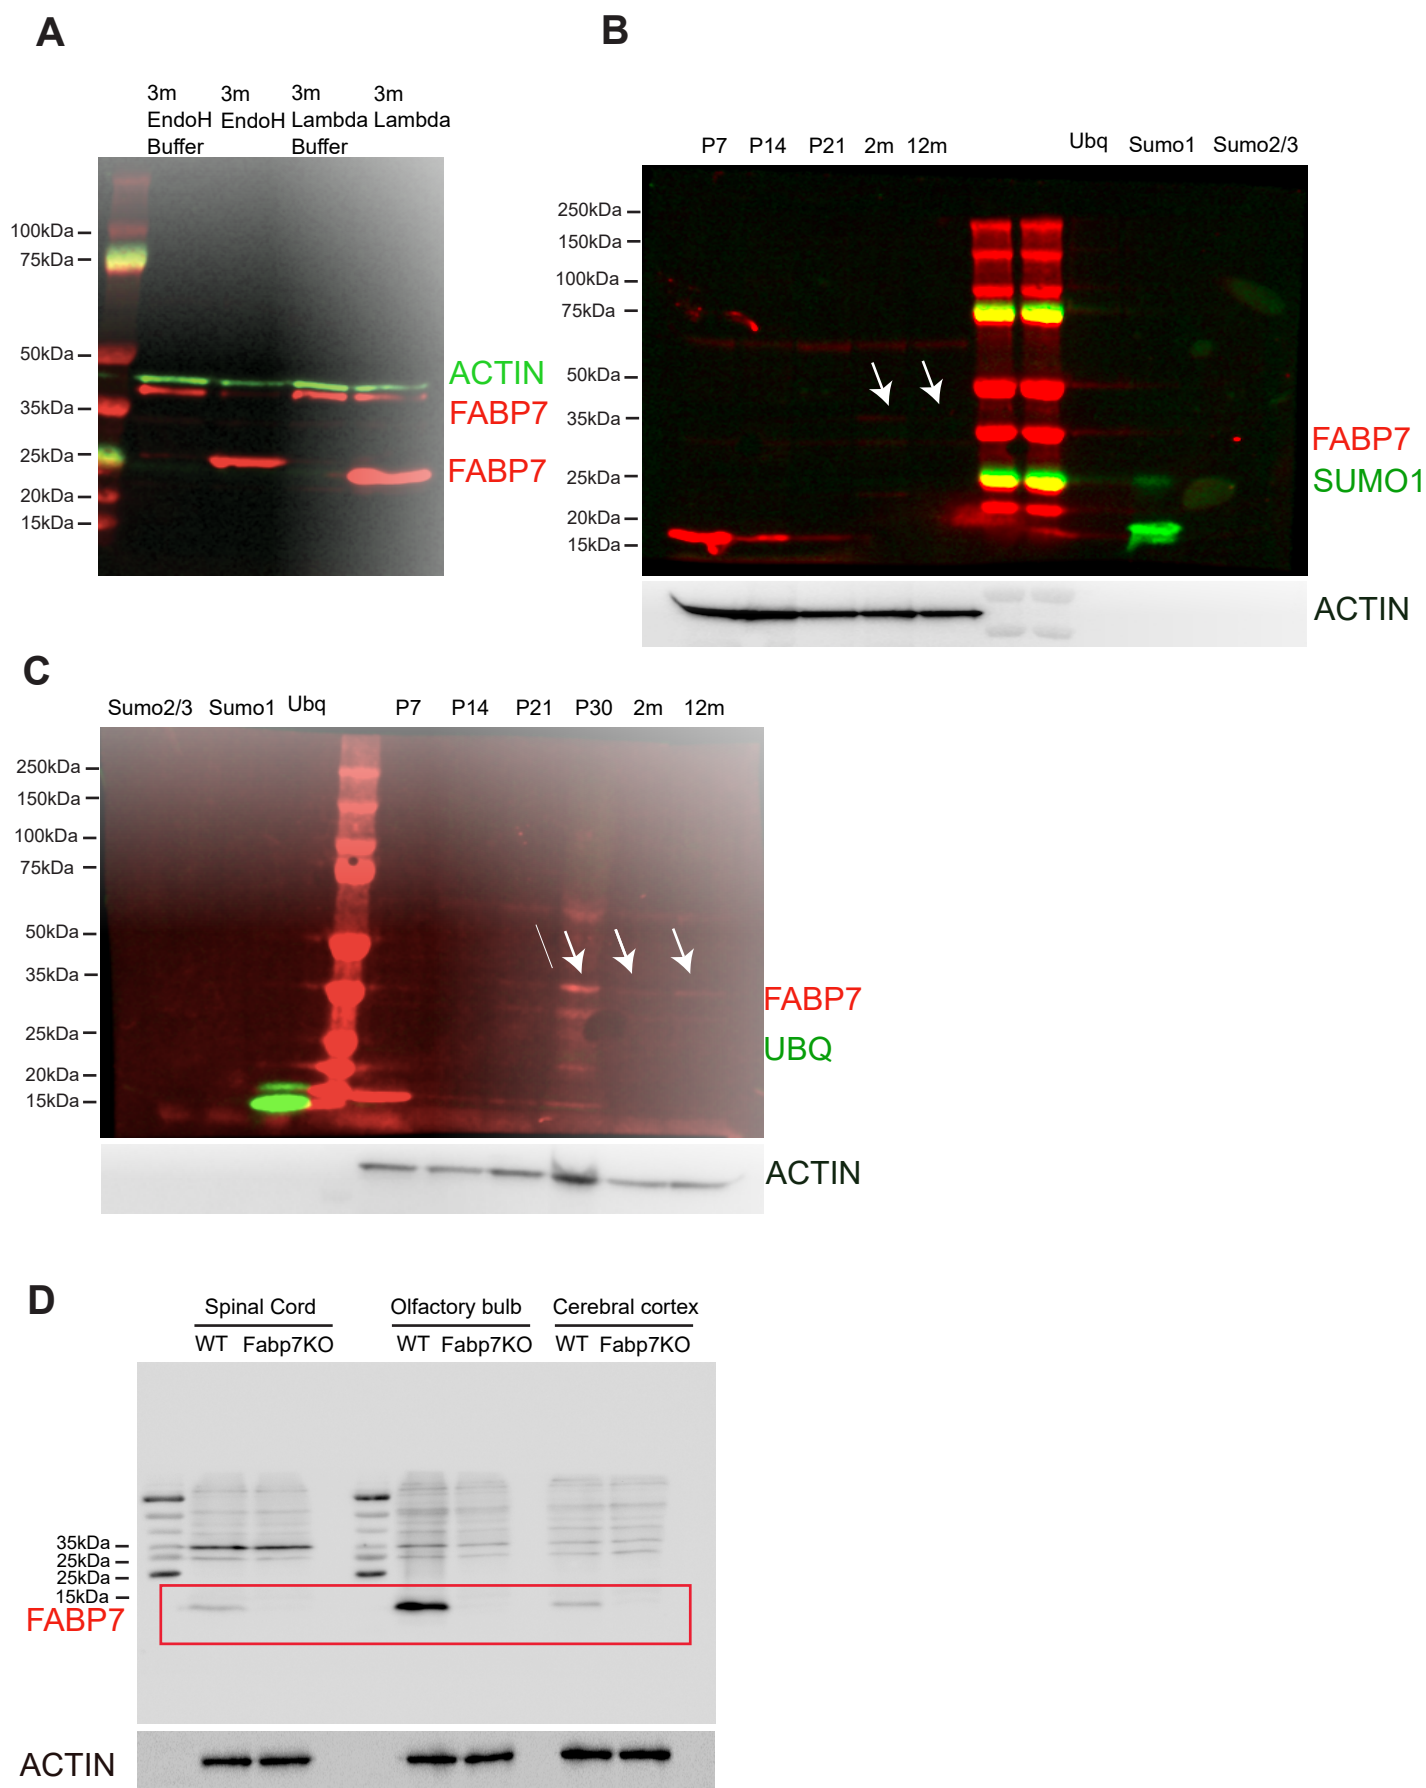 A
3m EndoH Buffer
3m EndoH
3m Lambda Buffer
3m Lambda
100kDa
75kDa
50kDa
35kDa
25kDa
20kDa
15kDa
ACTIN
FABP7
FABP7
B
P7 P14 P21 2m 12m Ubq Sumo1 Sumo2/3
250kDa
150kDa
100kDa
75kDa
50kDa
35kDa
25kDa
20kDa
15kDa
FABP7
SUMO1
ACTIN
C
Sumo2/3 Sumo1 Ubq P7 P14 P21 P30 2m 12m
250kDa
150kDa
100kDa
75kDa
50kDa
35kDa
25kDa
20kDa
15kDa
FABP7
UBQ
ACTIN
D
Spinal Cord Olfactory bulb Cerebral cortex
WT Fabp7KO WT Fabp7KO WT Fabp7KO
35kDa
25kDa
25kDa
15kDa
FABP7
ACTIN